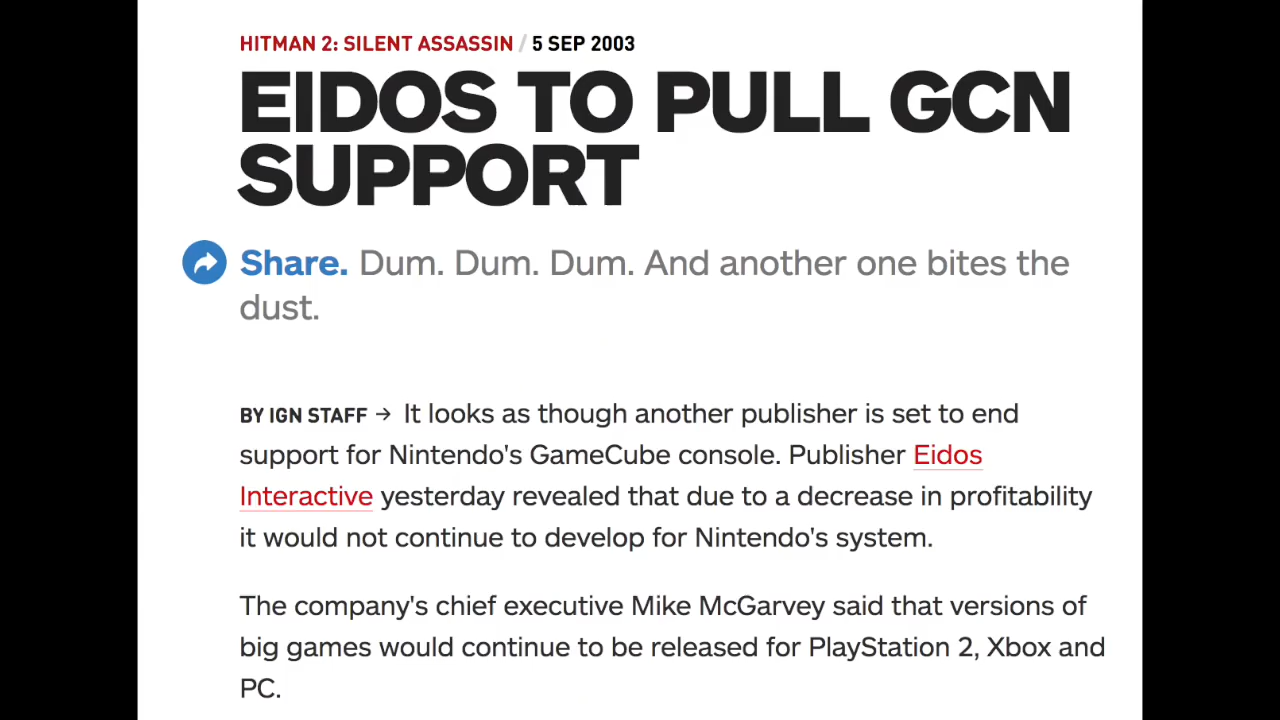 HITMAN 2: SILENT ASSASSIN / 5 SEP 2003
EIDOS TO PULL GCN
SUPPORT
Share. Dum. Dum. Dum. And another one bites the
dust.
BY IGN STAFF → It looks as though another publisher is set to end
support for Nintendo's GameCube console. Publisher Eidos
Interactive yesterday revealed that due to a decrease in profitability
it would not continue to develop for Nintendo's system.
The company's chief executive Mike McGarvey said that versions of
big games would continue to be released for PlayStation 2, Xbox and
PC.